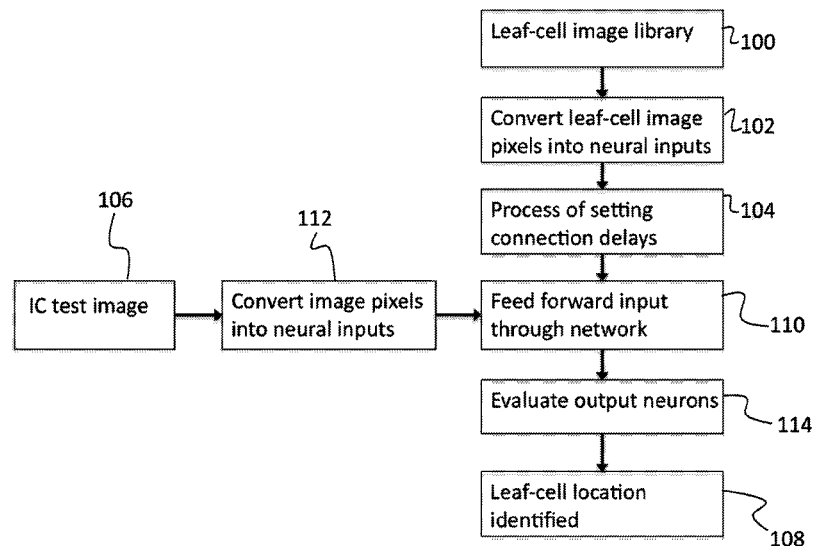 Leaf-cell image library
100
Convert leaf-cell image
pixels into neural inputs
102
Process of setting
connection delays
104
106
IC test image
112
Convert image pixels
into neural inputs
Feed forward input
through network
110
Evaluate output neurons
114
Leaf-cell location
identified
108